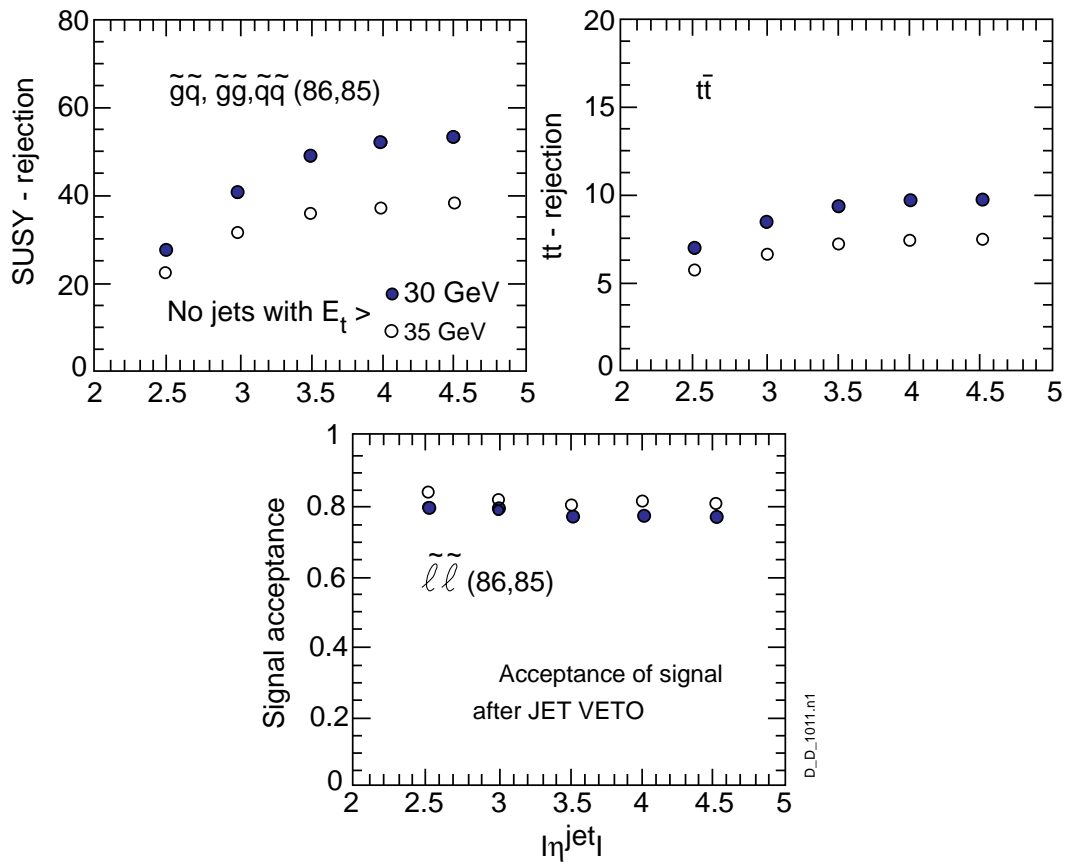 80
60
40
20
0
SUSY - rejection
g̃q̃, g̃g̃,q̃q̃ (86,85)
No jets with Et >
30 GeV
35 GeV
2 2.5 3 3.5 4 4.5 5
20
15
10
5
0
tt - rejection
tt̄
2 2.5 3 3.5 4 4.5 5
1
0.8
0.6
0.4
0.2
0
Signal acceptance
ℓ̃ ℓ̃ (86,85)
Acceptance of signal
after JET VETO
2 2.5 3 3.5 4 4.5 5
IηjetI
D_D_1011.n1